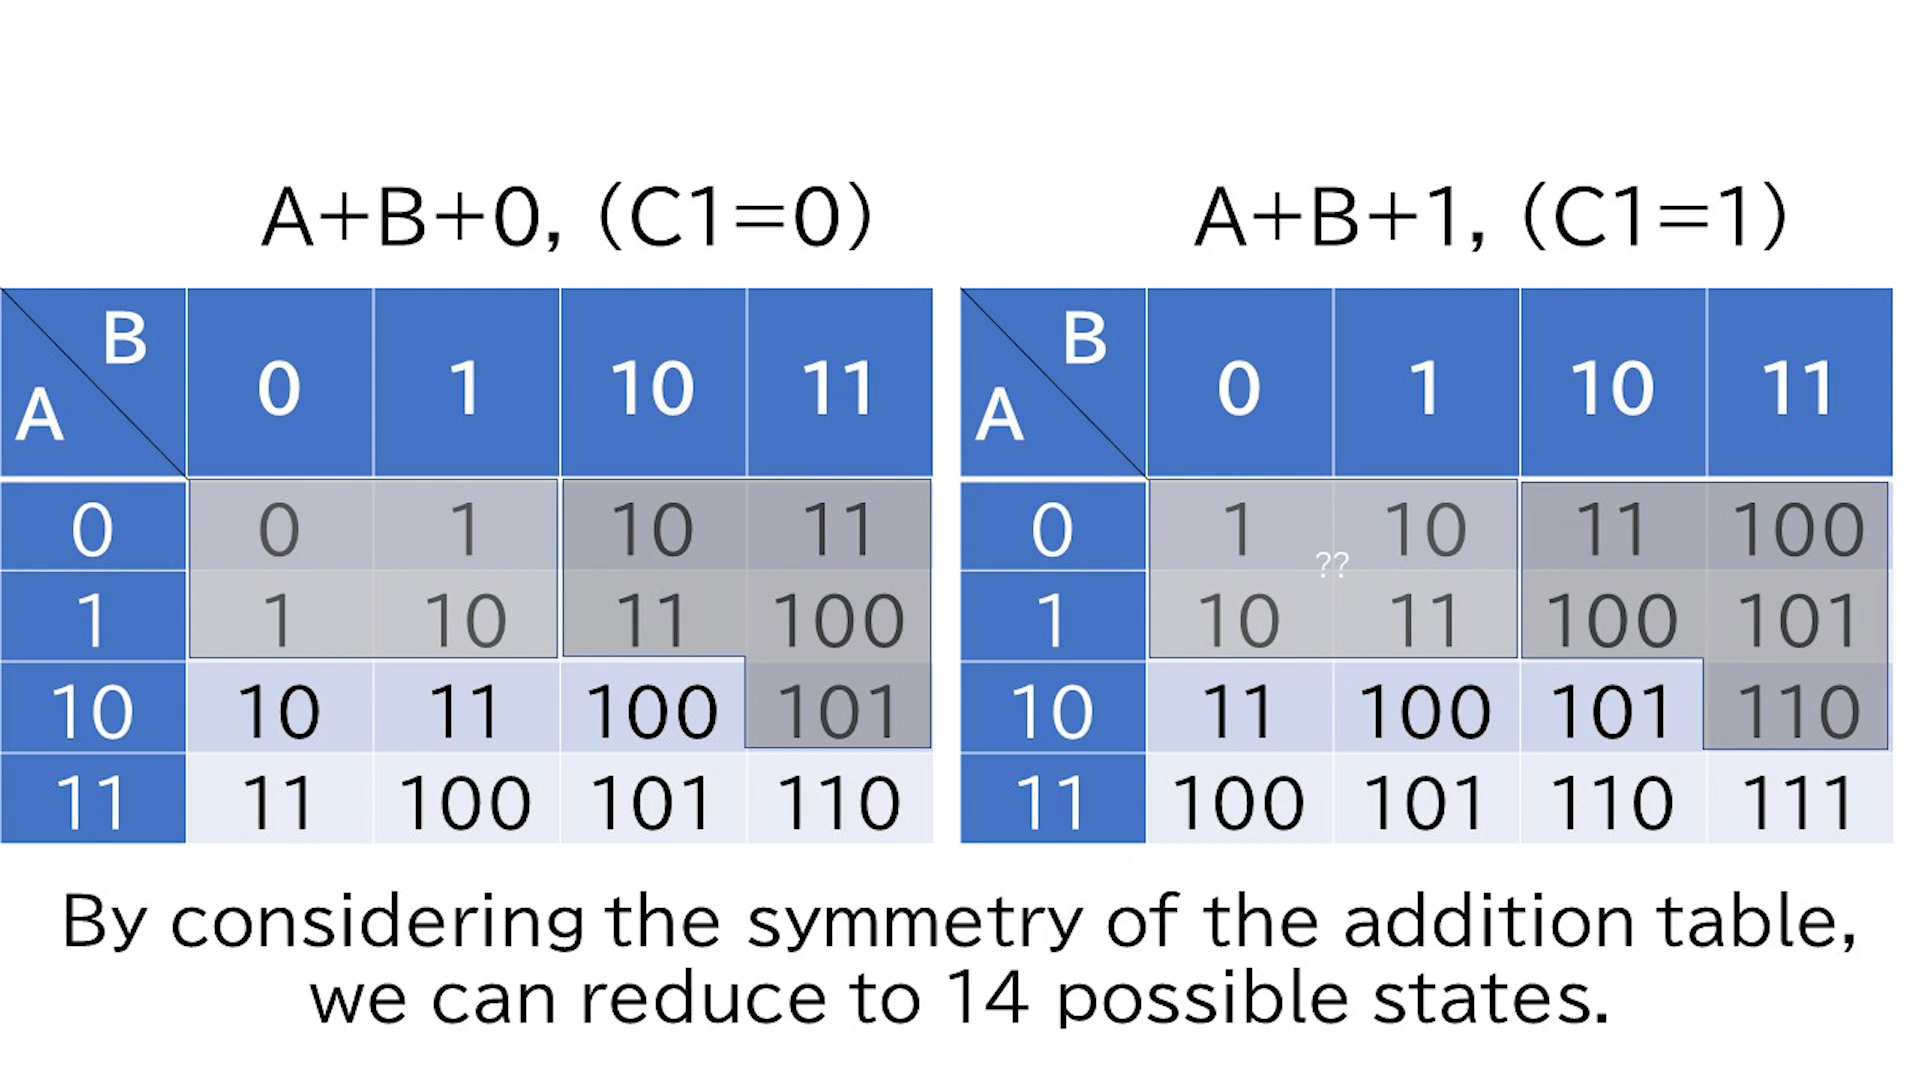 A+B+0, (C1=0)
A+B+1, (C1=1)
B
A
0 1 10 11
0 0 1 10 11
1 1 10 11 100
10 10 11 100 101
11 11 100 101 110
B
A
0 1 10 11
0 1 10 11 100
??
1 10 11 100 101
10 11 100 101 110
11 100 101 110 111
By considering the symmetry of the addition table,
we can reduce to 14 possible states.